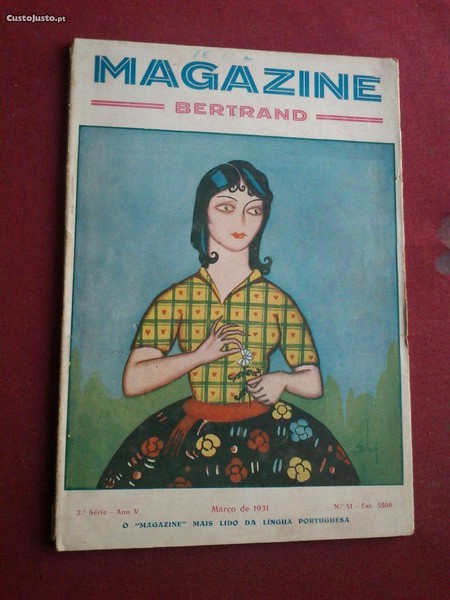 CustoJusto.pt
MAGAZINE
BERTRAND
2.ª Série — Ano V Março de 1931 N.º 51 — Esc. 5$00
O "MAGAZINE" MAIS LIDO DA LÍNGUA PORTUGUESA